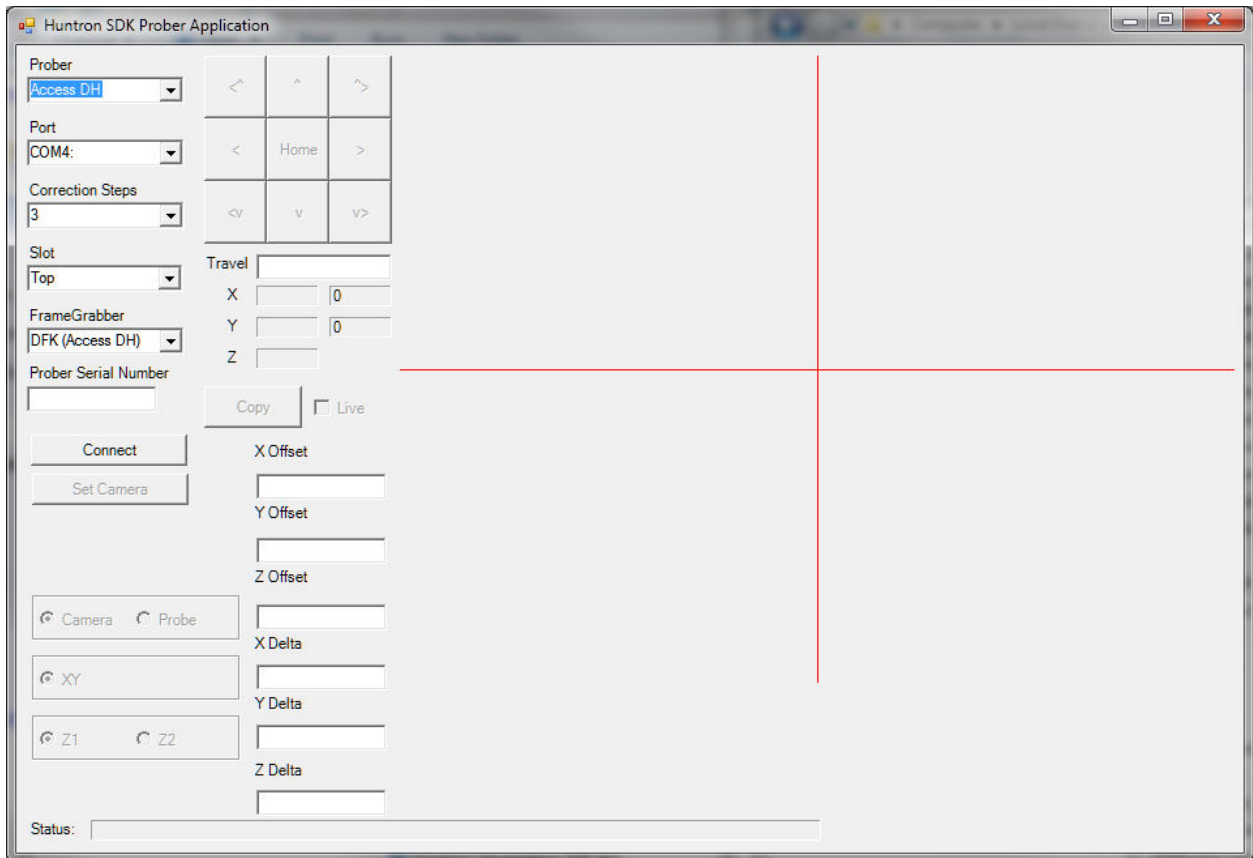 Huntron SDK Prober Application
Prober
Access DH
Port
COM4:
Correction Steps
3
Slot
Top
FrameGrabber
DFK (Access DH)
Prober Serial Number
Connect
Set Camera
Camera Probe
XY
Z1 Z2
<^ ^ ^>
< Home >
<v v v>
Travel
X 0
Y 0
Z
Copy Live
X Offset
Y Offset
Z Offset
X Delta
Y Delta
Z Delta
Status: